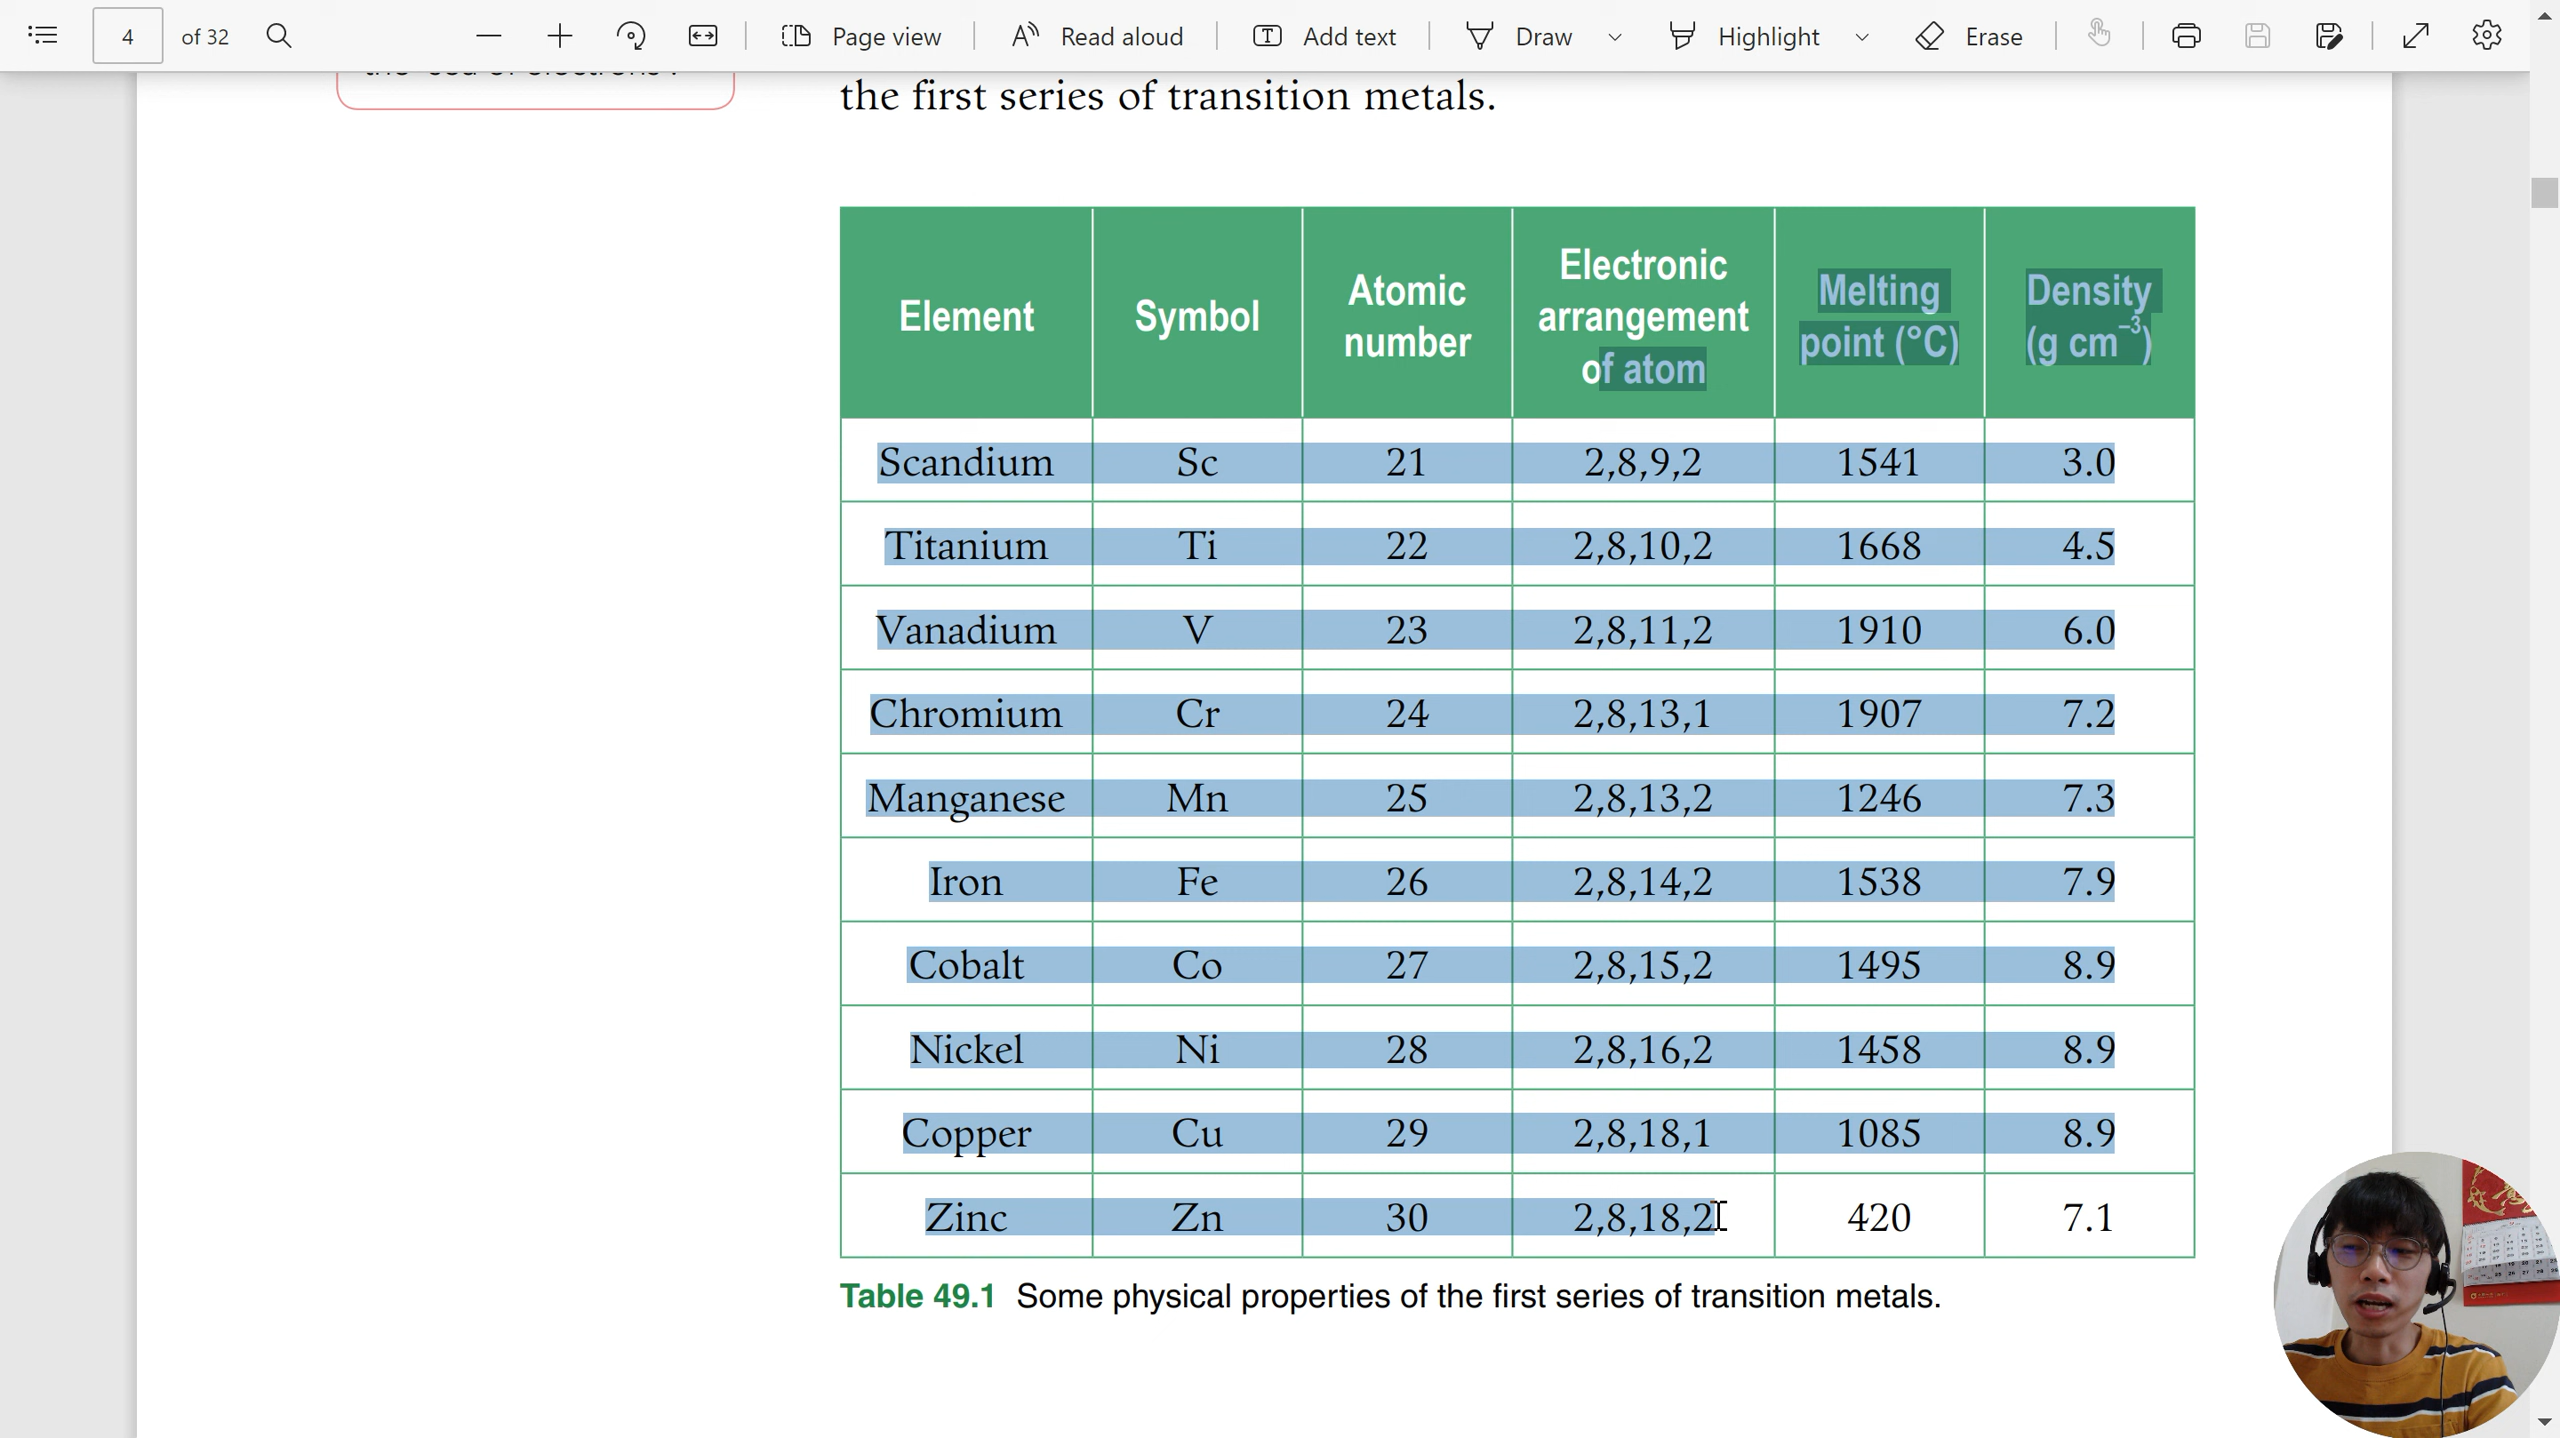 4 of 32 Page view Read aloud Add text Draw Highlight Erase
the first series of transition metals.
Element Symbol Atomic number Electronic arrangement of atom Melting point (°C) Density (g cm⁻³)
Scandium Sc 21 2,8,9,2 1541 3.0
Titanium Ti 22 2,8,10,2 1668 4.5
Vanadium V 23 2,8,11,2 1910 6.0
Chromium Cr 24 2,8,13,1 1907 7.2
Manganese Mn 25 2,8,13,2 1246 7.3
Iron Fe 26 2,8,14,2 1538 7.9
Cobalt Co 27 2,8,15,2 1495 8.9
Nickel Ni 28 2,8,16,2 1458 8.9
Copper Cu 29 2,8,18,1 1085 8.9
Zinc Zn 30 2,8,18,2 420 7.1
Table 49.1 Some physical properties of the first series of transition metals.